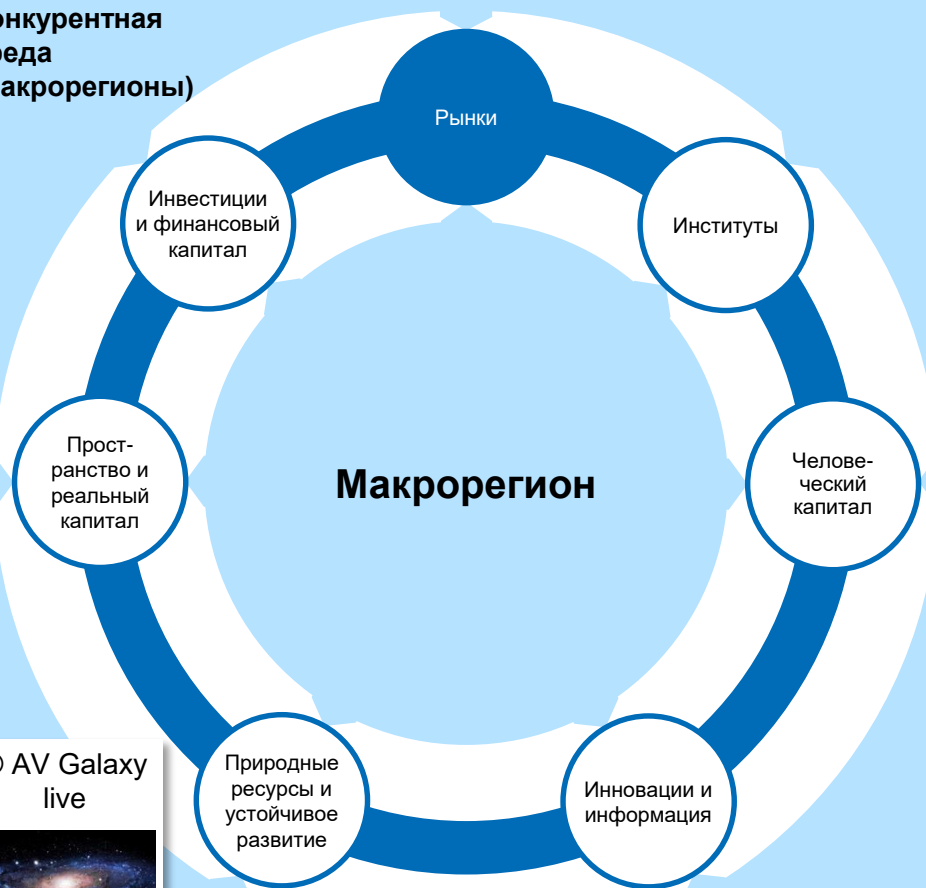 онкурентная
реда
акрорегионы)
Рынки
Инвестиции
и финансовый
капитал
Институты
Прост-
ранство и
реальный
капитал
Макрорегион
Челове-
ческий
капитал
Природные
ресурсы и
устойчивое
развитие
Инновации и
информация
AV Galaxy
live